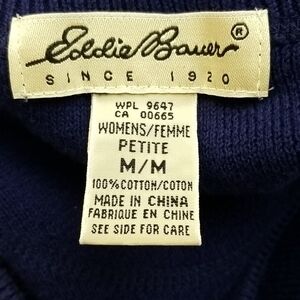 Eddie Bauer®
SINCE 1920
WPL 9647
CA 00665
WOMENS/FEMME
PETITE
M/M
100%COTTON/COTON
MADE IN CHINA
FABRIQUE EN CHINE
SEE SIDE FOR CARE